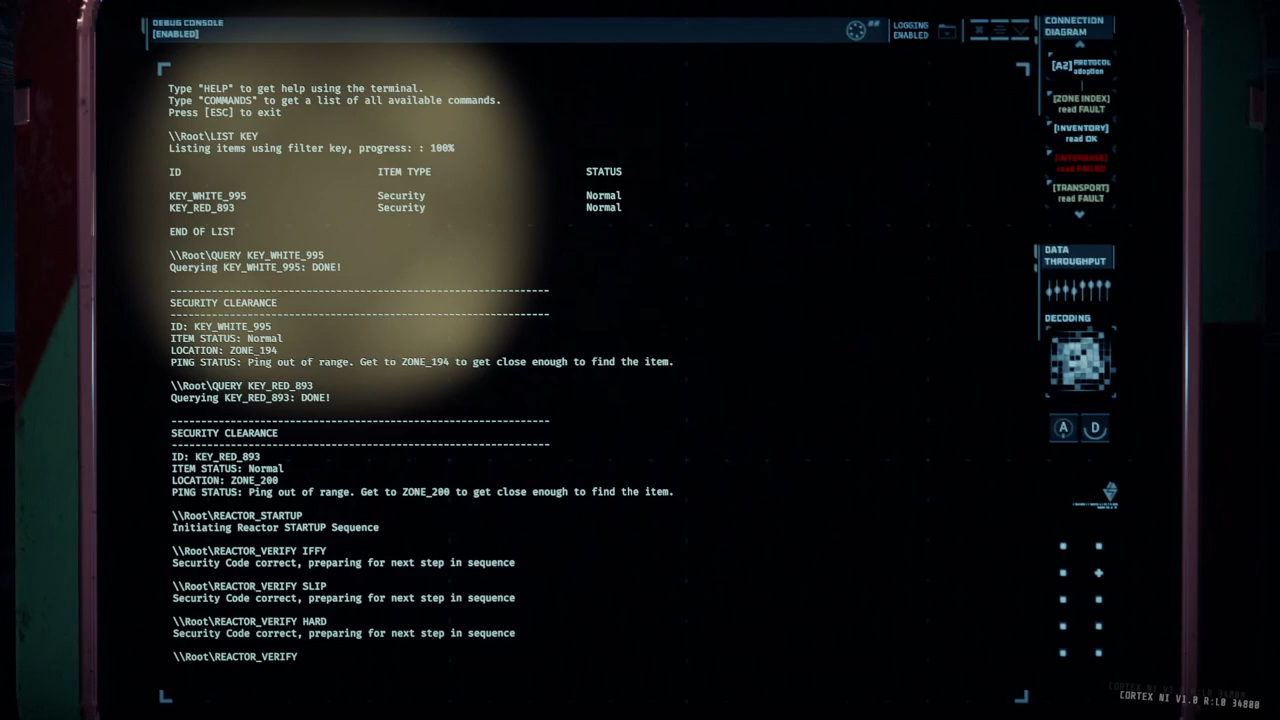 DEBUG CONSOLE
[ENABLED]
LOGGING
ENABLED
Type "HELP" to get help using the terminal.
Type "COMMANDS" to get a list of all available commands.
Press [ESC] to exit
\\Root\LIST KEY
Listing items using filter key, progress: : 100%
ID ITEM TYPE STATUS
KEY_WHITE_995 Security Normal
KEY_RED_893 Security Normal
END OF LIST
\\Root\QUERY KEY_WHITE_995
Querying KEY_WHITE_995: DONE!
----------------------------------------------------------------
SECURITY CLEARANCE
----------------------------------------------------------------
ID: KEY_WHITE_995
ITEM STATUS: Normal
LOCATION: ZONE_194
PING STATUS: Ping out of range. Get to ZONE_194 to get close enough to find the item.
\\Root\QUERY KEY_RED_893
Querying KEY_RED_893: DONE!
----------------------------------------------------------------
SECURITY CLEARANCE
----------------------------------------------------------------
ID: KEY_RED_893
ITEM STATUS: Normal
LOCATION: ZONE_200
PING STATUS: Ping out of range. Get to ZONE_200 to get close enough to find the item.
\\Root\REACTOR_STARTUP
Initiating Reactor STARTUP Sequence
\\Root\REACTOR_VERIFY IFFY
Security Code correct, preparing for next step in sequence
\\Root\REACTOR_VERIFY SLIP
Security Code correct, preparing for next step in sequence
\\Root\REACTOR_VERIFY HARD
Security Code correct, preparing for next step in sequence
\\Root\REACTOR_VERIFY
CONNECTION
DIAGRAM
[A2] PROTOCOL
adaption
[ZONE INDEX]
read FAULT
[INVENTORY]
read OK
read FAILED
[TRANSPORT]
read FAULT
DATA
THROUGHPUT
DECODING
A D
CORTEX NI V1.0 R:L0 34800